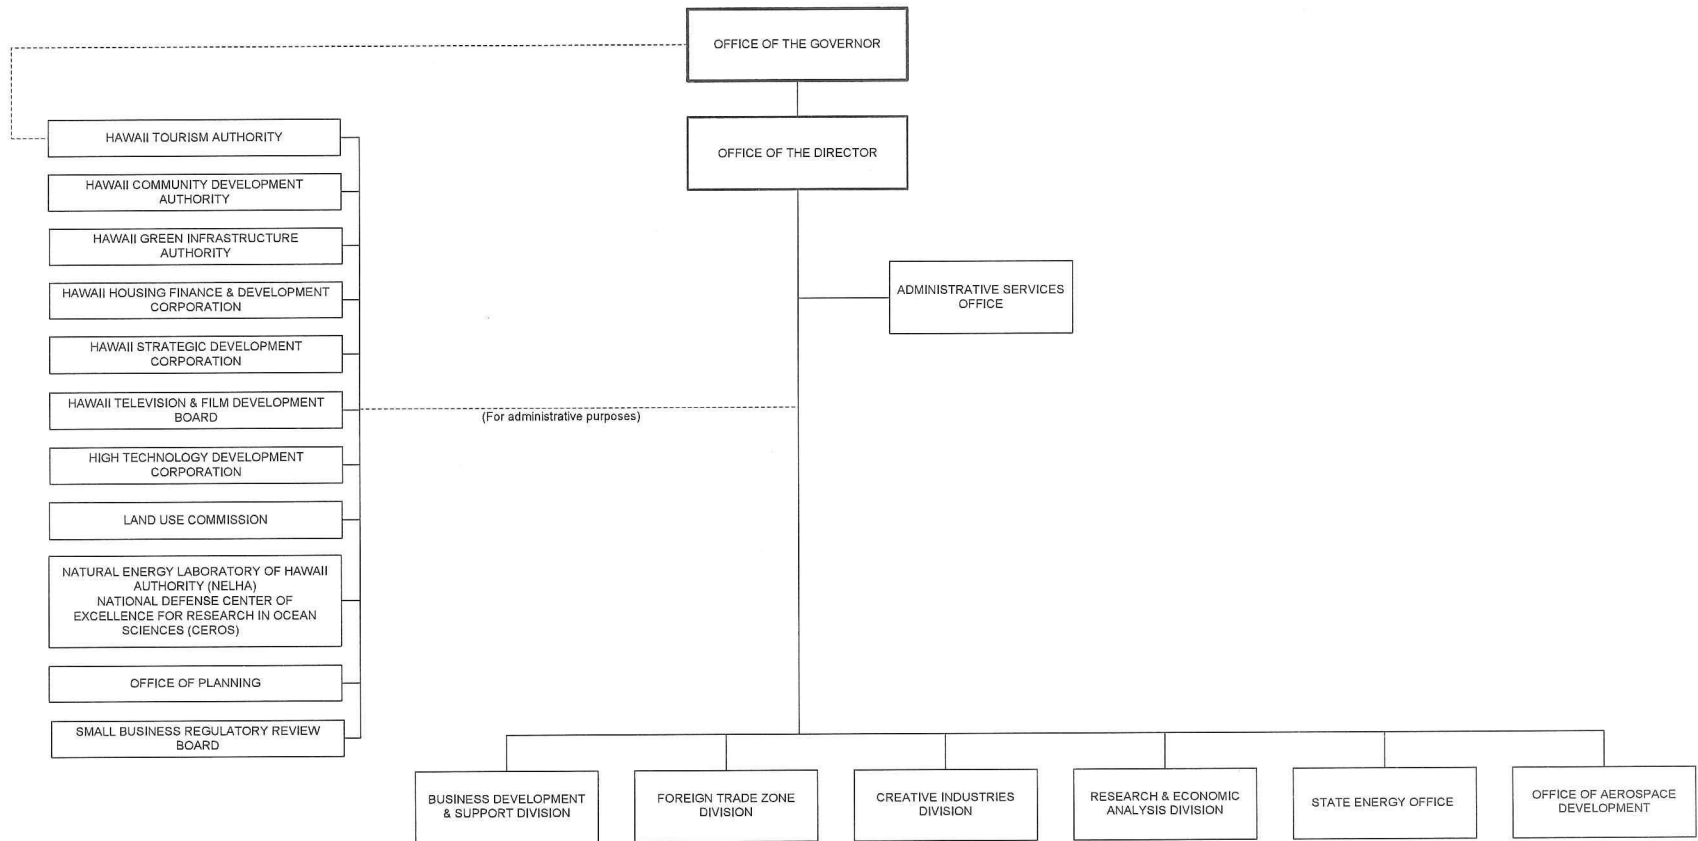 OFFICE OF THE GOVERNOR
OFFICE OF THE DIRECTOR
HAWAII TOURISM AUTHORITY
HAWAII COMMUNITY DEVELOPMENT
AUTHORITY
HAWAII GREEN INFRASTRUCTURE
AUTHORITY
HAWAII HOUSING FINANCE & DEVELOPMENT
CORPORATION
HAWAII STRATEGIC DEVELOPMENT
CORPORATION
HAWAII TELEVISION & FILM DEVELOPMENT
BOARD
HIGH TECHNOLOGY DEVELOPMENT
CORPORATION
LAND USE COMMISSION
NATURAL ENERGY LABORATORY OF HAWAII
AUTHORITY (NELHA)
NATIONAL DEFENSE CENTER OF
EXCELLENCE FOR RESEARCH IN OCEAN
SCIENCES (CEROS)
OFFICE OF PLANNING
SMALL BUSINESS REGULATORY REVIEW
BOARD
(For administrative purposes)
ADMINISTRATIVE SERVICES
OFFICE
BUSINESS DEVELOPMENT
& SUPPORT DIVISION
FOREIGN TRADE ZONE
DIVISION
CREATIVE INDUSTRIES
DIVISION
RESEARCH & ECONOMIC
ANALYSIS DIVISION
STATE ENERGY OFFICE
OFFICE OF AEROSPACE
DEVELOPMENT